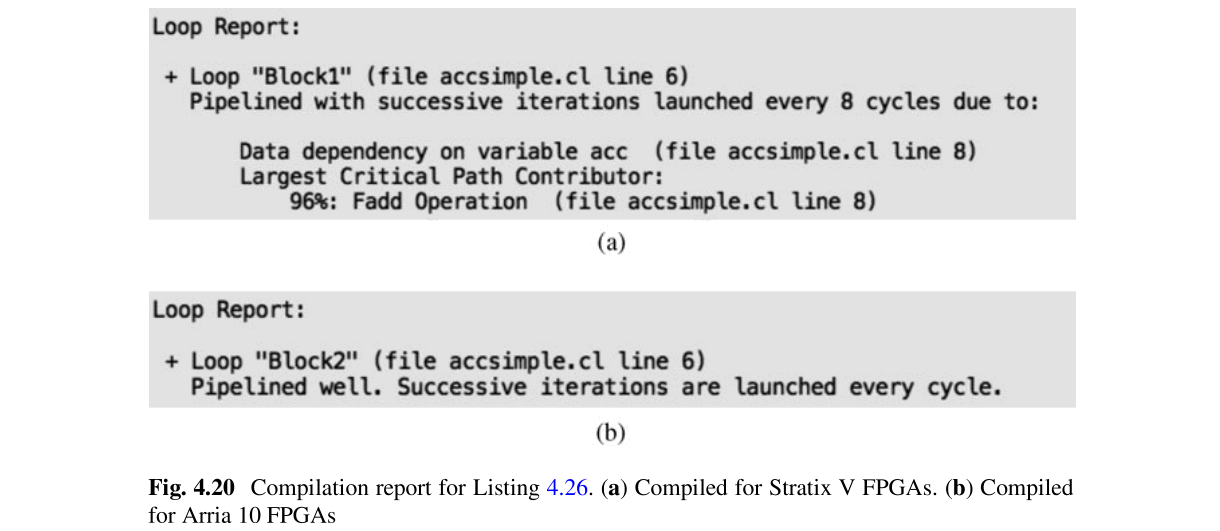 Loop Report:
+ Loop "Block1" (file accsimple.cl line 6)
Pipelined with successive iterations launched every 8 cycles due to:
Data dependency on variable acc (file accsimple.cl line 8)
Largest Critical Path Contributor:
96%: Fadd Operation (file accsimple.cl line 8)
(a)
Loop Report:
+ Loop "Block2" (file accsimple.cl line 6)
Pipelined well. Successive iterations are launched every cycle.
(b)
Fig. 4.20 Compilation report for Listing 4.26. (a) Compiled for Stratix V FPGAs. (b) Compiled
for Arria 10 FPGAs